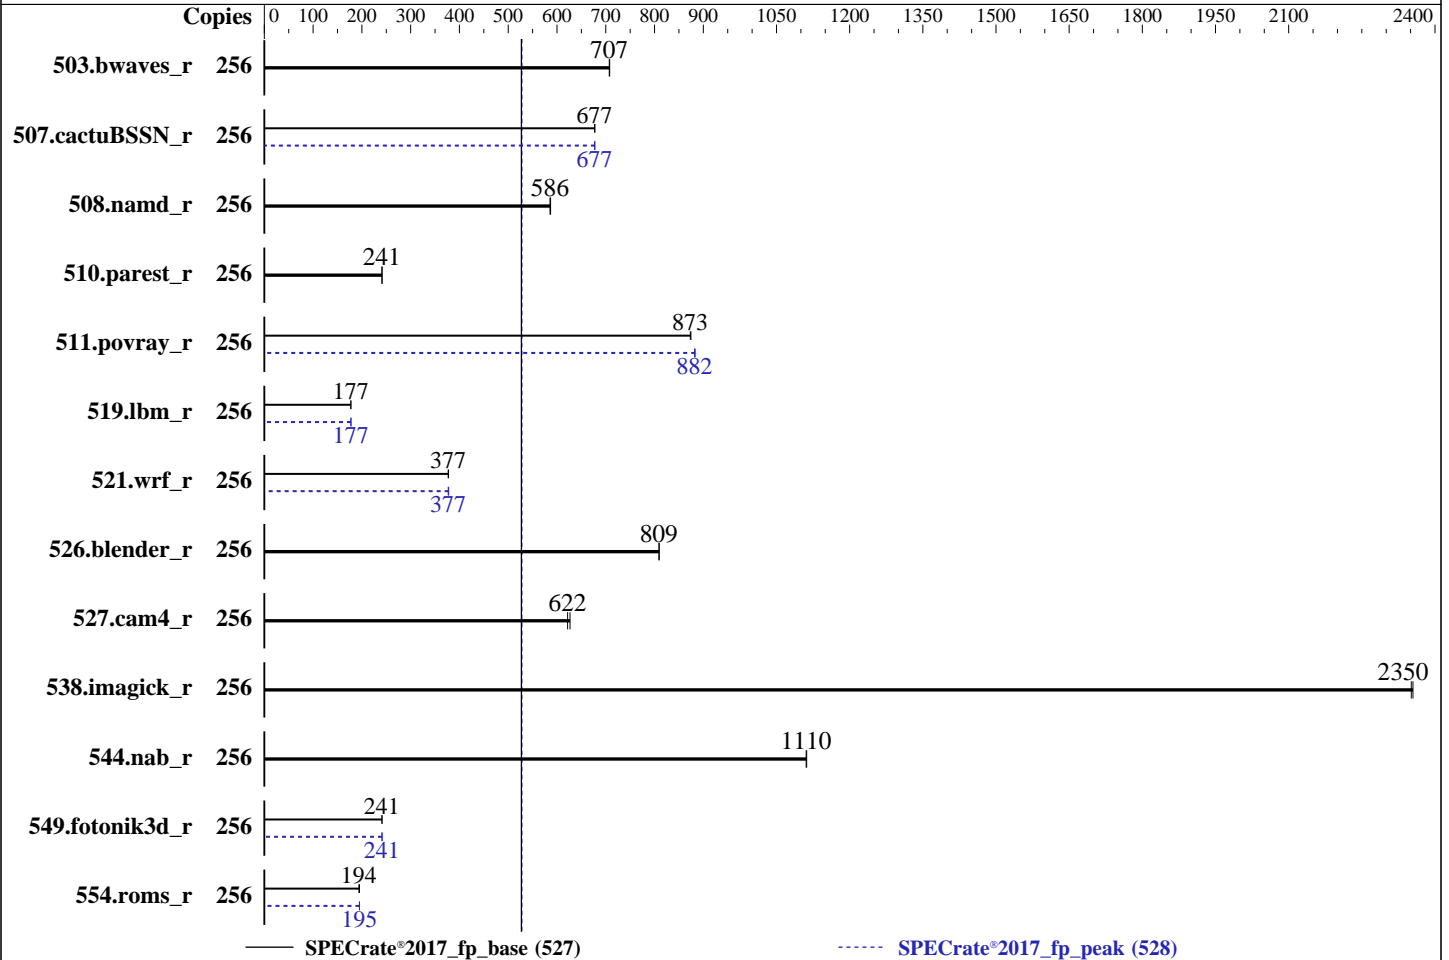 Copies 0 100 200 300 400 500 600 700 800 900 1050 1200 1350 1500 1650 1800 1950 2100 2400
707
503.bwaves_r 256
677
507.cactuBSSN_r 256
677
586
508.namd_r 256
241
510.parest_r 256
873
511.povray_r 256
882
177
519.lbm_r 256
177
377
521.wrf_r 256
377
809
526.blender_r 256
622
527.cam4_r 256
2350
538.imagick_r 256
1110
544.nab_r 256
241
549.fotonik3d_r 256
241
194
554.roms_r 256
195
SPECrate®2017_fp_base (527) SPECrate®2017_fp_peak (528)